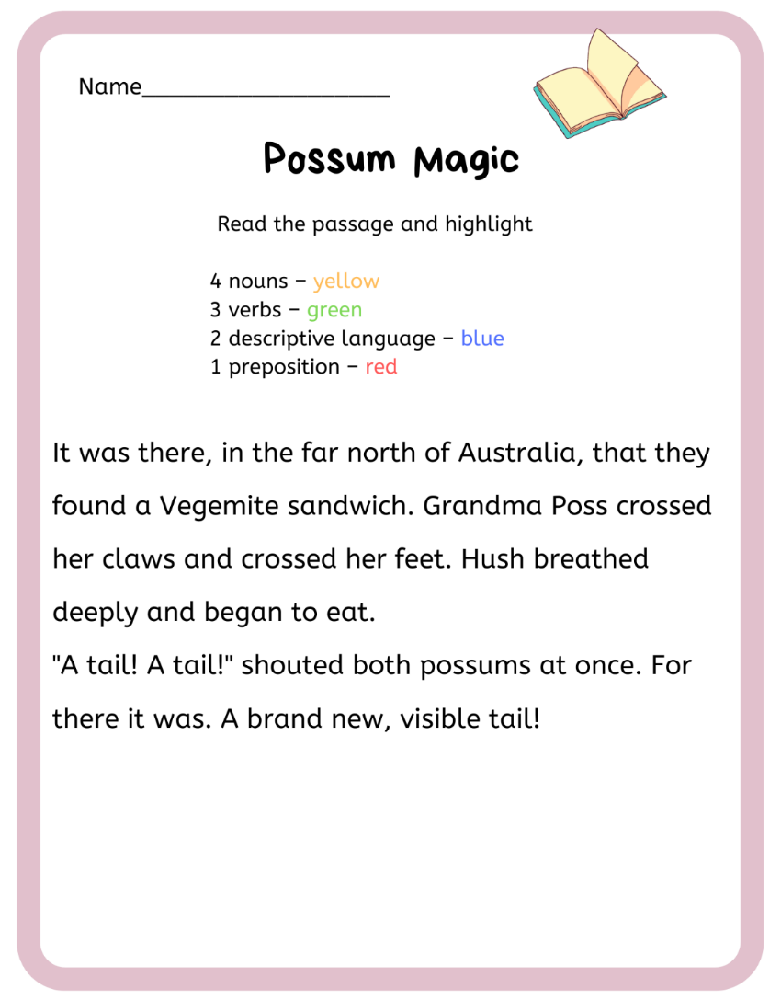 Name____________________
Possum Magic
Read the passage and highlight
4 nouns – yellow
3 verbs – green
2 descriptive language – blue
1 preposition – red
It was there, in the far north of Australia, that they
found a Vegemite sandwich. Grandma Poss crossed
her claws and crossed her feet. Hush breathed
deeply and began to eat.
"A tail! A tail!" shouted both possums at once. For
there it was. A brand new, visible tail!